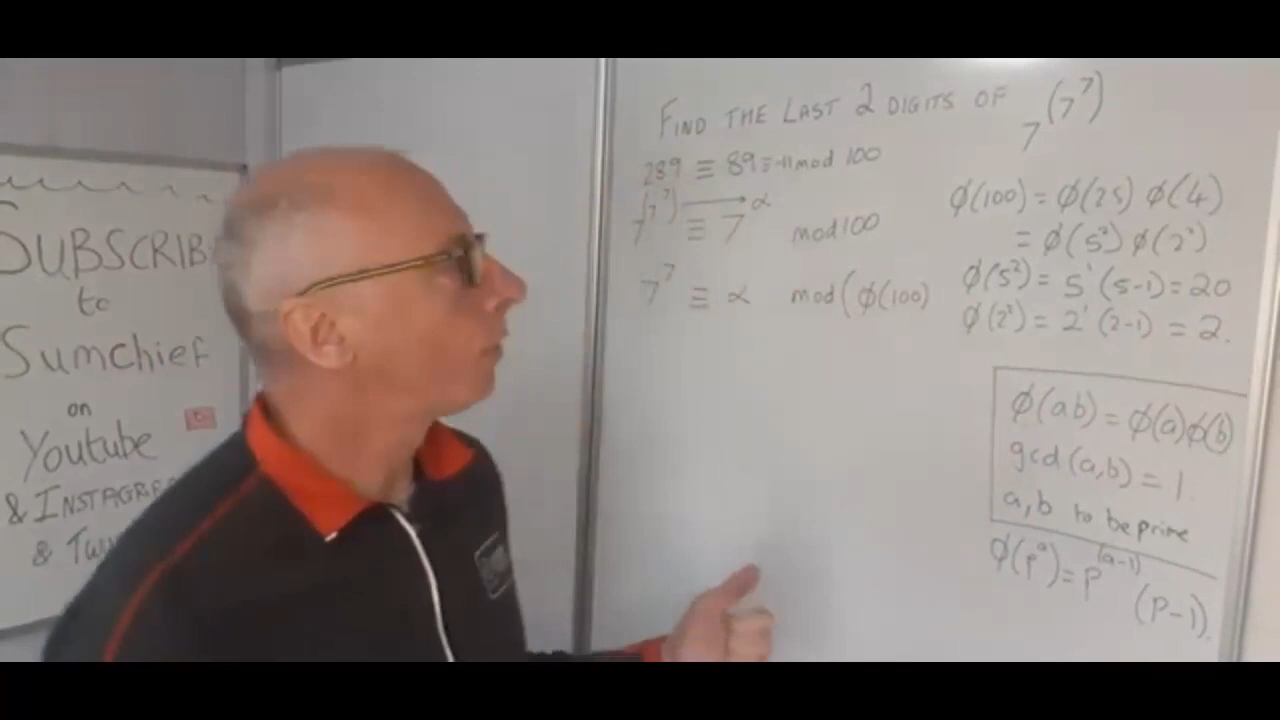 SUBSCRIB
to
Sumchief
on
Youtube
& INSTAGRA
& TW
FIND THE LAST 2 DIGITS OF 7^(7^7)
289 ≡ 89 ≡ -11 mod 100
7^(7^7) ≡ 7^α mod 100
7^7 ≡ α mod (ϕ(100)
ϕ(100) = ϕ(25) ϕ(4)
= ϕ(5²) ϕ(2²)
ϕ(5²) = 5¹ (5-1) = 20
ϕ(2²) = 2¹ (2-1) = 2.
ϕ(ab) = ϕ(a)ϕ(b)
gcd(a,b) = 1.
a,b to be prime
ϕ(p^a) = p^(a-1) (p-1).